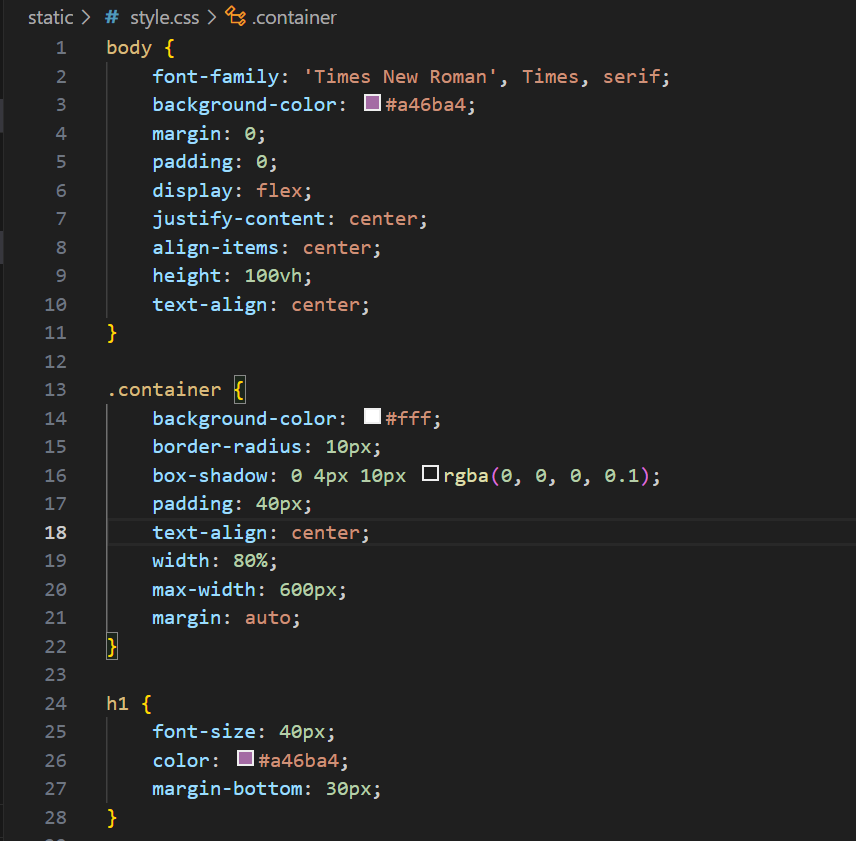 static > # style.css > .container
1 body {
2 font-family: 'Times New Roman', Times, serif;
3 background-color: #a46ba4;
4 margin: 0;
5 padding: 0;
6 display: flex;
7 justify-content: center;
8 align-items: center;
9 height: 100vh;
10 text-align: center;
11 }
12
13 .container {
14 background-color: #fff;
15 border-radius: 10px;
16 box-shadow: 0 4px 10px rgba(0, 0, 0, 0.1);
17 padding: 40px;
18 text-align: center;
19 width: 80%;
20 max-width: 600px;
21 margin: auto;
22 }
23
24 h1 {
25 font-size: 40px;
26 color: #a46ba4;
27 margin-bottom: 30px;
28 }